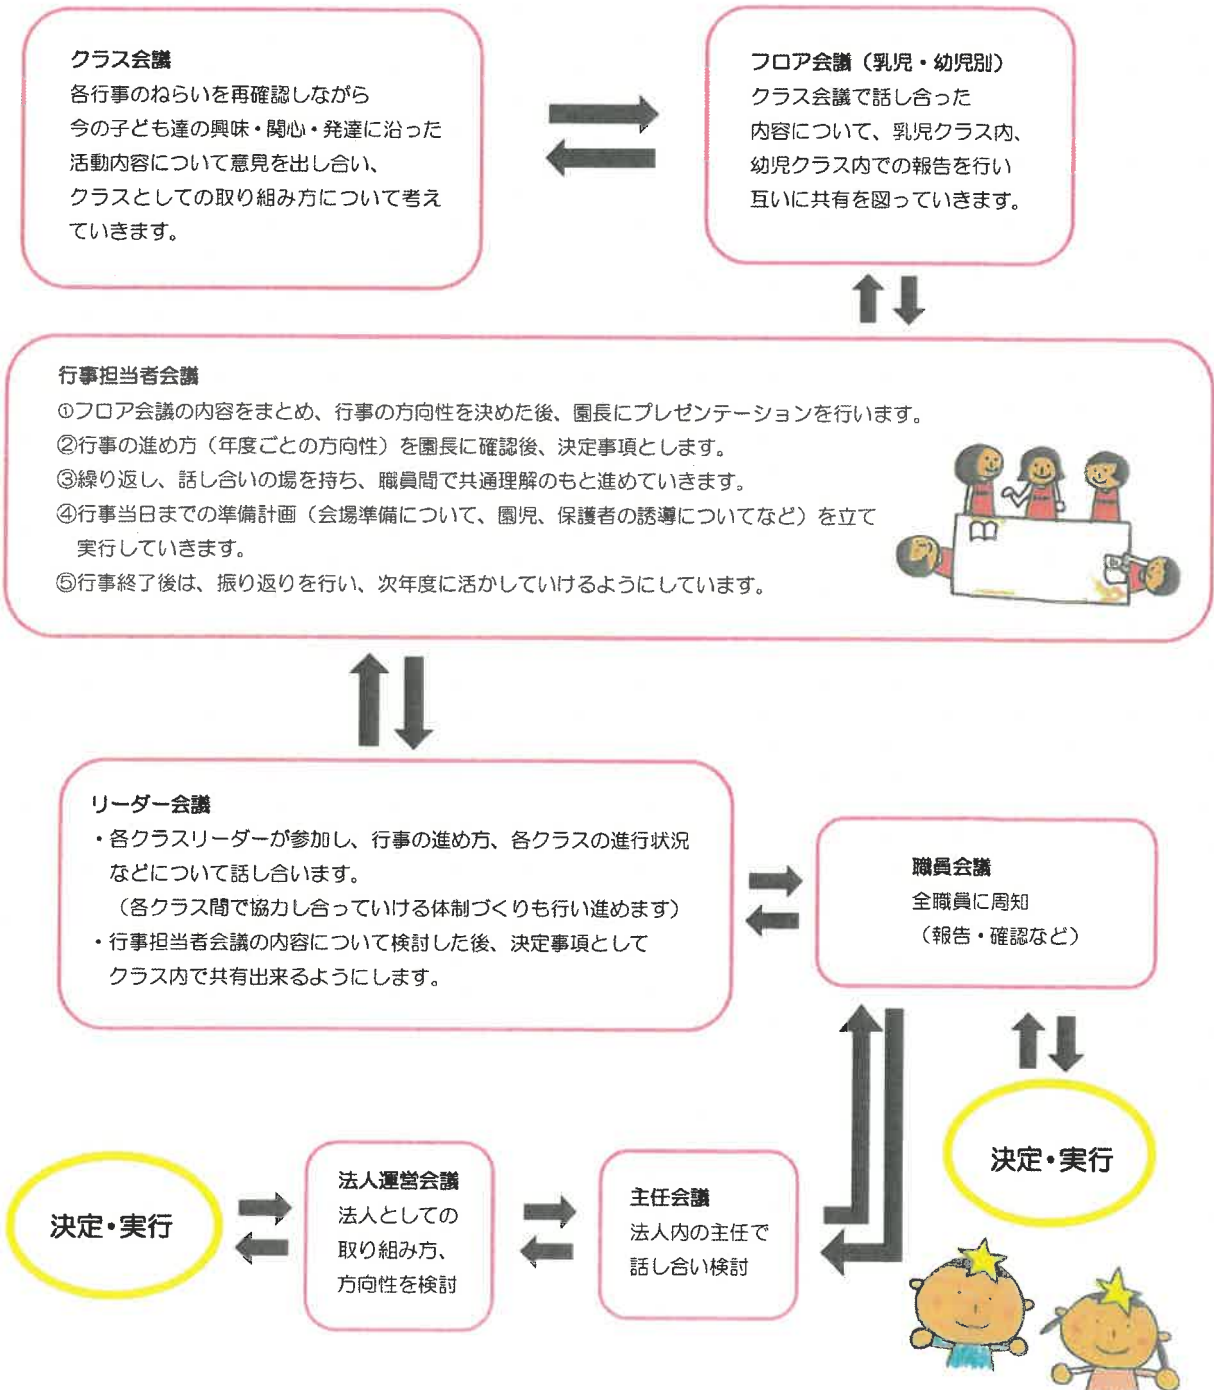 クラス会議
各行事のねらいを再確認しながら
今の子ども達の興味・関心・発達に沿った
活動内容について意見を出し合い、
クラスとしての取り組み方について考え
ていきます。
フロア会議（乳児・幼児別）
クラス会議で話し合った
内容について、乳児クラス内、
幼児クラス内での報告を行い
互いに共有を図っていきます。
行事担当者会議
①フロア会議の内容をまとめ、行事の方向性を決めた後、園長にプレゼンテーションを行います。
②行事の進め方（年度ごとの方向性）を園長に確認後、決定事項とします。
③繰り返し、話し合いの場を持ち、職員間で共通理解のもと進めていきます。
④行事当日までの準備計画（会場準備について、園児、保護者の誘導についてなど）を立て
実行していきます。
⑤行事終了後は、振り返りを行い、次年度に活かしていけるようにしています。
リーダー会議
・各クラスリーダーが参加し、行事の進め方、各クラスの進行状況
などについて話し合います。
（各クラス間で協力し合っていける体制づくりも行い進めます）
・行事担当者会議の内容について検討した後、決定事項として
クラス内で共有出来るようにします。
職員会議
全職員に周知
（報告・確認など）
決定・実行
法人運営会議
法人としての
取り組み方、
方向性を検討
主任会議
法人内の主任で
話し合い検討
決定・実行